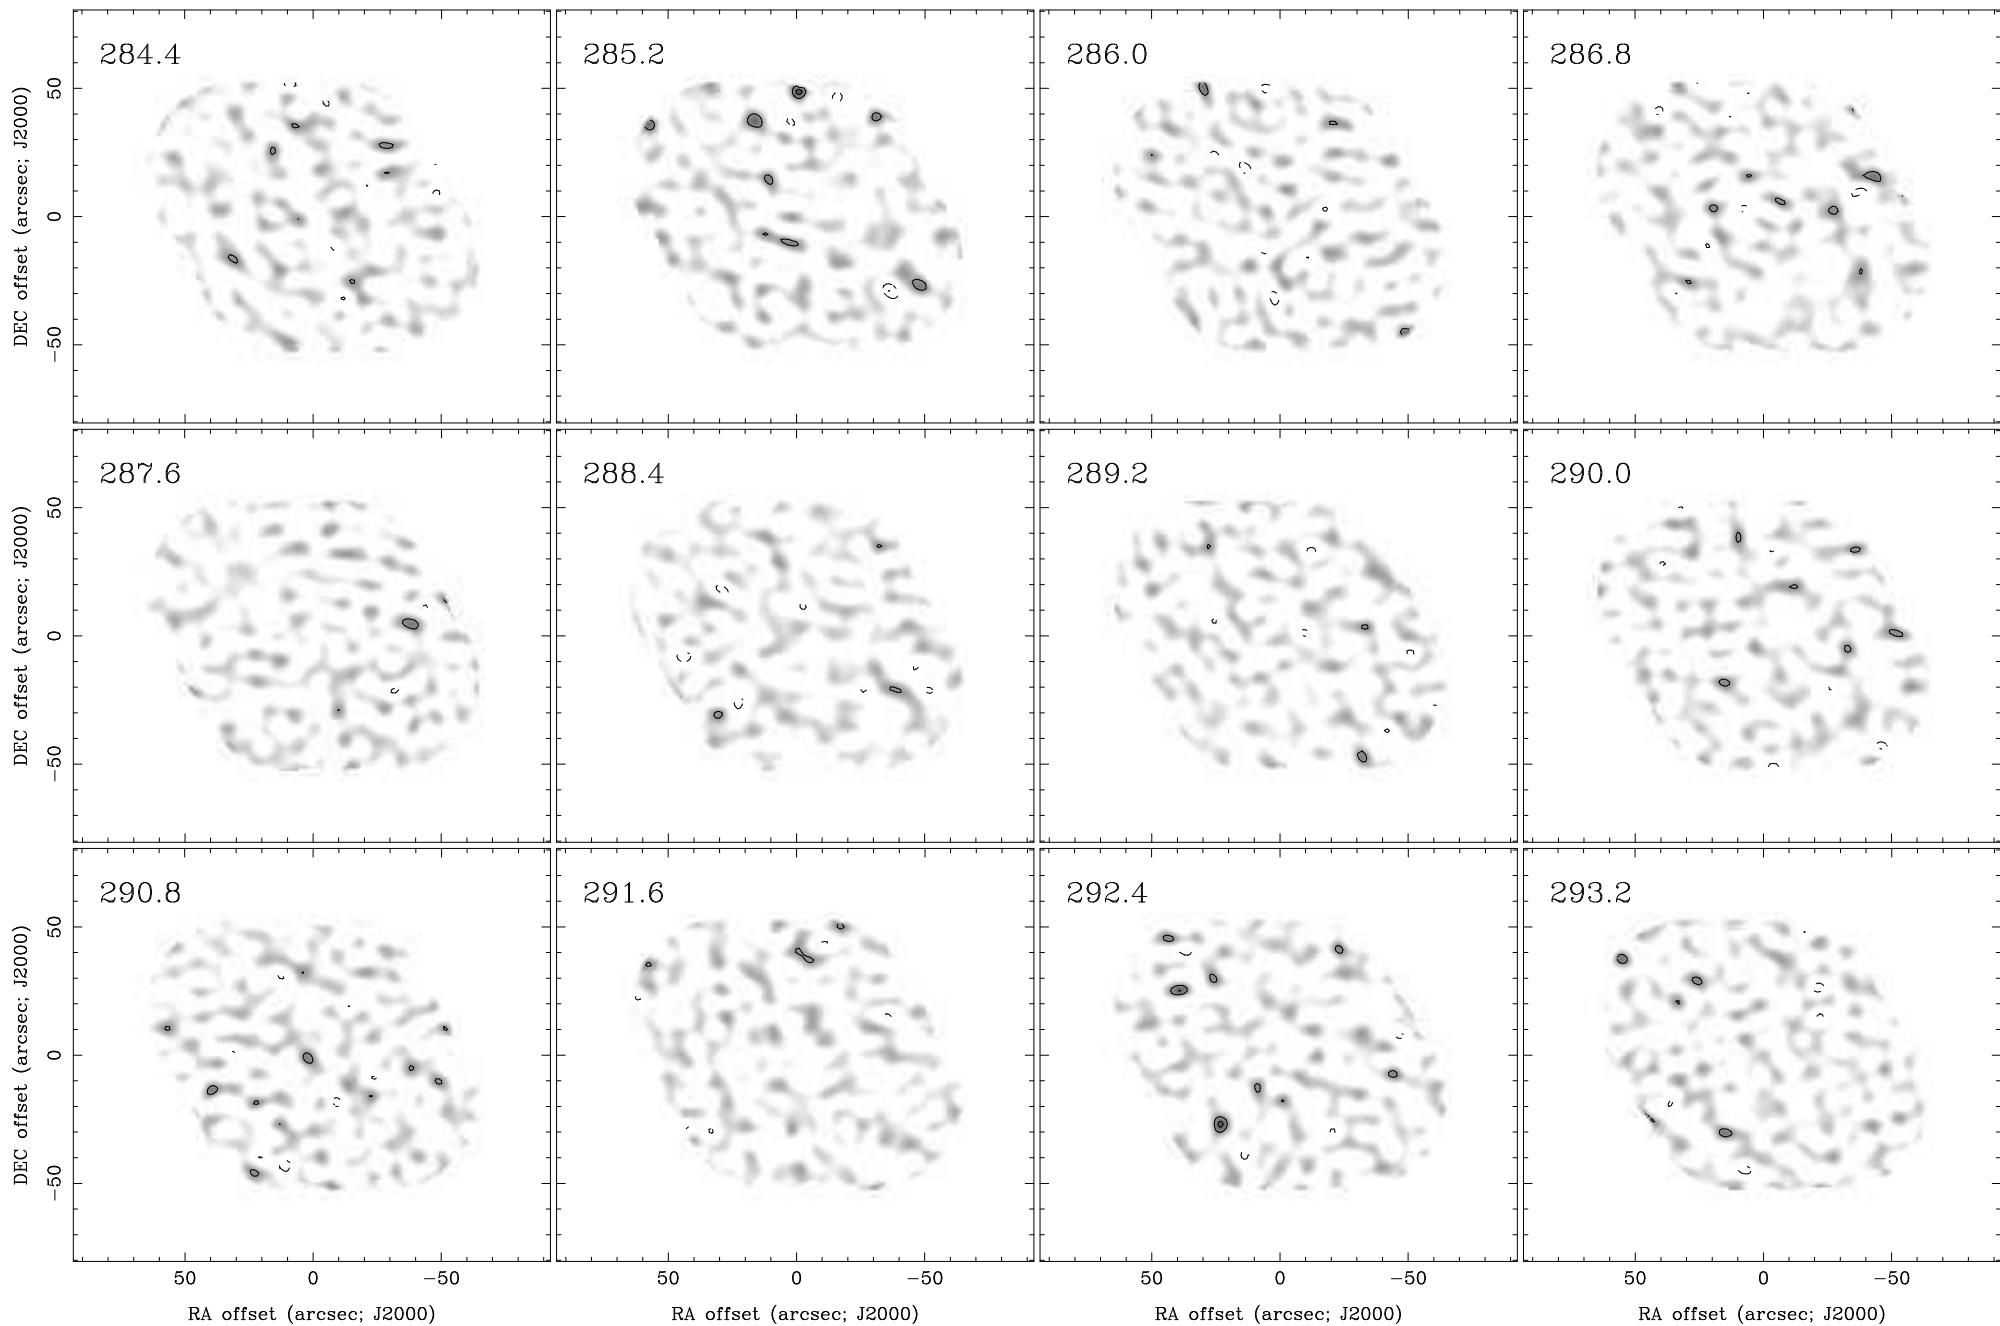 284.4
285.2
286.0
286.8
50
0
−50
DEC offset (arcsec; J2000)
287.6
288.4
289.2
290.0
50
0
−50
DEC offset (arcsec; J2000)
290.8
291.6
292.4
293.2
50
0
−50
DEC offset (arcsec; J2000)
50 0 −50
50 0 −50
50 0 −50
50 0 −50
RA offset (arcsec; J2000)
RA offset (arcsec; J2000)
RA offset (arcsec; J2000)
RA offset (arcsec; J2000)